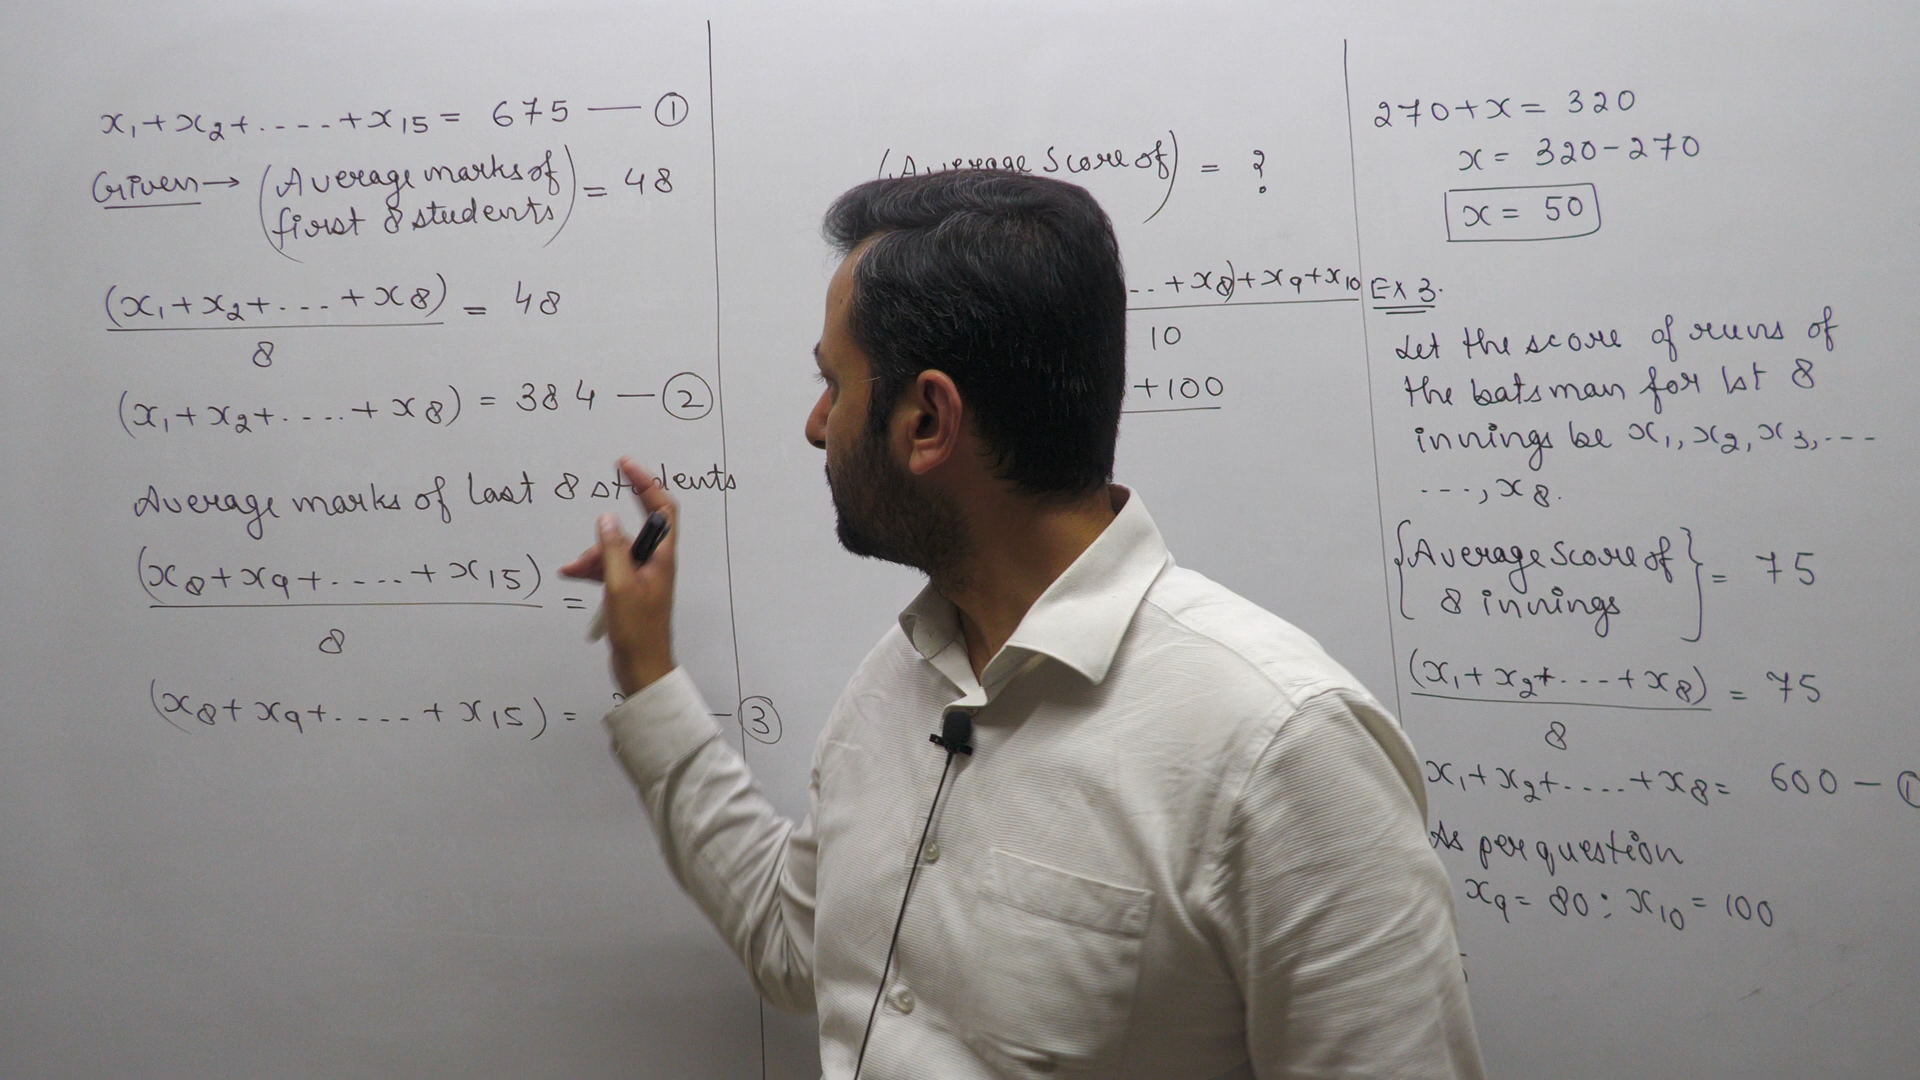 x₁+x₂+.----+x₁₅ = 675 — ①
Given→ (Average marks of
first 8 students) = 48
(x₁+x₂+.---+x₈) = 48
8
(x₁+x₂+.----+x₈) = 384 — ②
Average marks of last 8 students
(x₈+x₉+.----+x₁₅) =
8
(x₈+x₉+.----+x₁₅) = — ③
(Average Score of) = ?
.. +x₈)+x₉+x₁₀
10
+100
270+x = 320
x = 320-270
x = 50
EX 3.
Let the score of runs of
the batsman for 1st 8
innings be x₁, x₂, x₃, ---
---, x₈.
{Average Score of
8 innings} = 75
(x₁+x₂+.---+x₈) = 75
8
x₁+x₂+.----+x₈ = 600 — ①
As per question
x₉ = 80 ; x₁₀ = 100